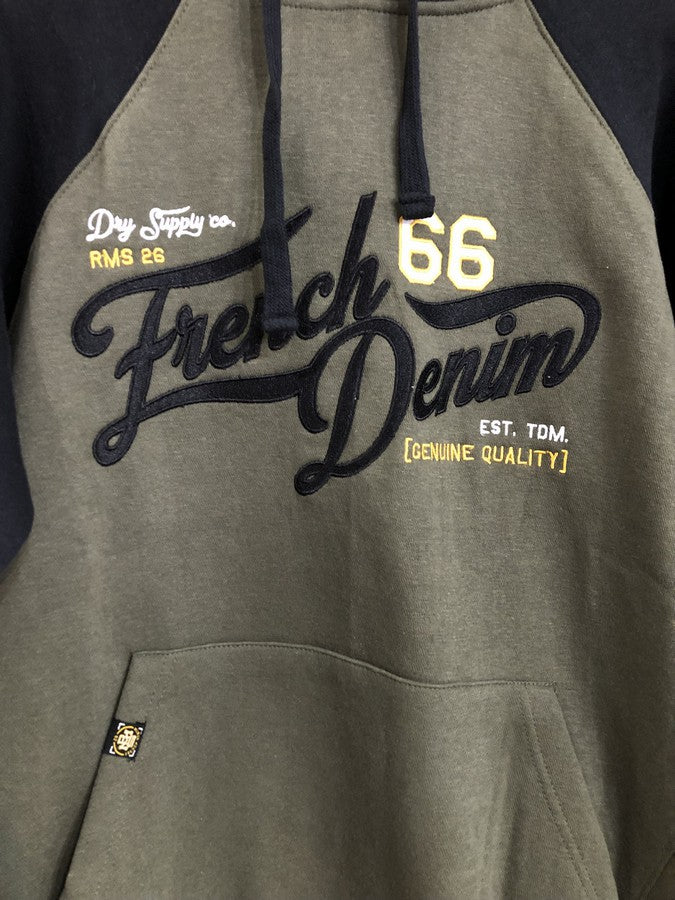 Dry Supply co.
RMS 26
66
French
Denim
EST. TDM.
[GENUINE QUALITY]